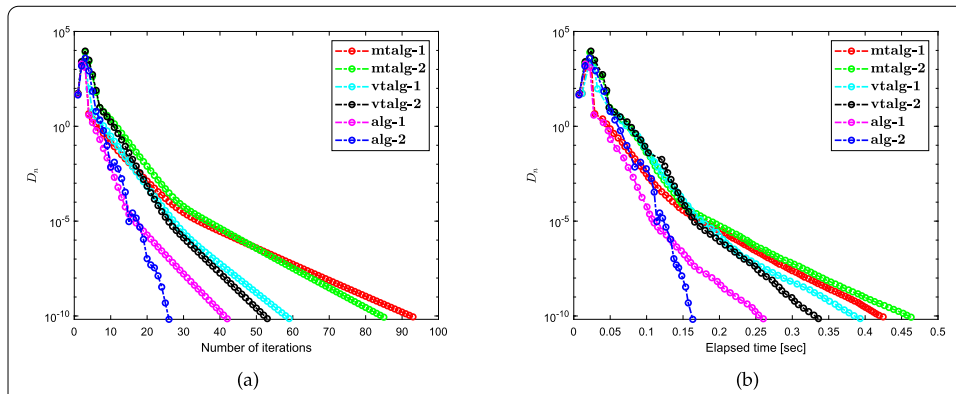 10^5
10^0
10^-5
10^-10
D_n
0 10 20 30 40 50 60 70 80 90 100
Number of iterations
mtalg-1
mtalg-2
vtalg-1
vtalg-2
alg-1
alg-2
(a)
10^5
10^0
10^-5
10^-10
D_n
0 0.05 0.1 0.15 0.2 0.25 0.3 0.35 0.4 0.45 0.5
Elapsed time [sec]
mtalg-1
mtalg-2
vtalg-1
vtalg-2
alg-1
alg-2
(b)